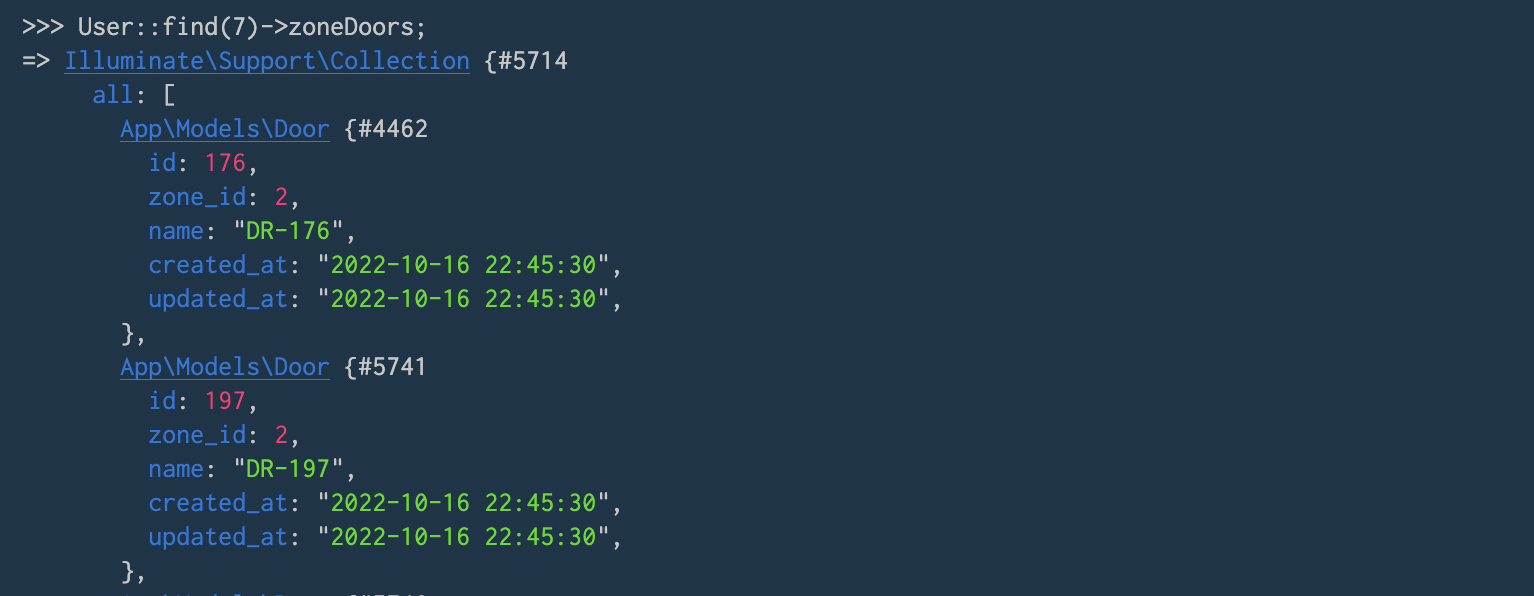 >>> User::find(7)->zoneDoors;
=> Illuminate\Support\Collection {#5714
all: [
App\Models\Door {#4462
id: 176,
zone_id: 2,
name: "DR-176",
created_at: "2022-10-16 22:45:30",
updated_at: "2022-10-16 22:45:30",
},
App\Models\Door {#5741
id: 197,
zone_id: 2,
name: "DR-197",
created_at: "2022-10-16 22:45:30",
updated_at: "2022-10-16 22:45:30",
},